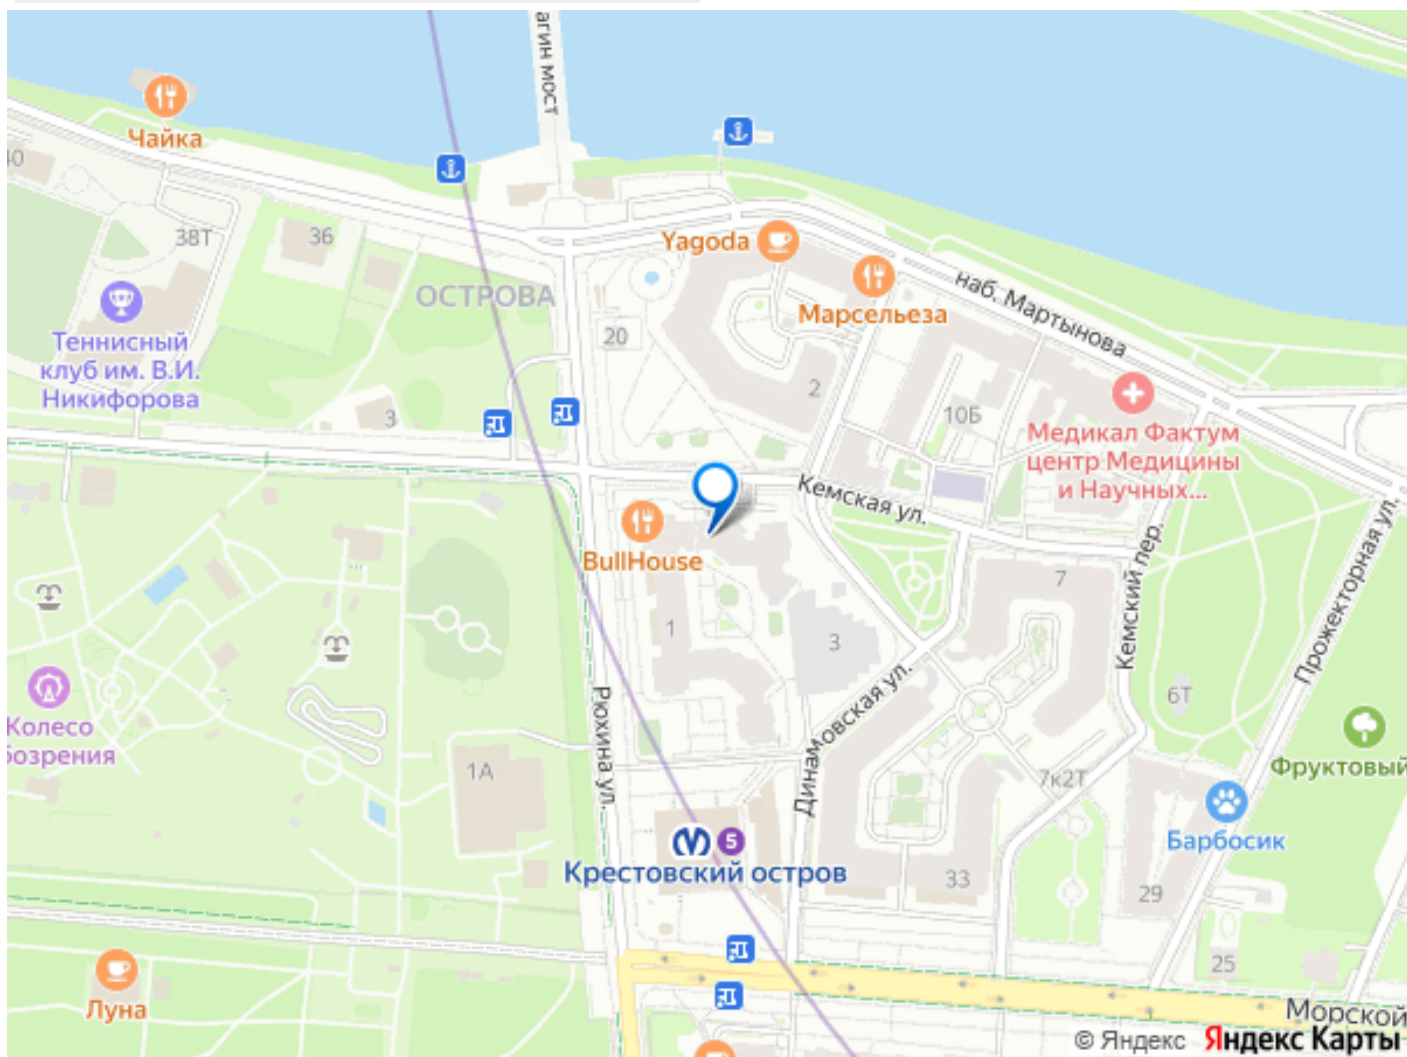 агин мост
Чайка
40
38Т
36
Yagoda
наб. Мартынова
ОСТРОВА
Марсельеза
20
Теннисный
клуб им. В.И.
Никифорова
2
3
10Б
Медикал Фактум
центр Медицины
и Научных...
Кемская ул.
BullHouse
7
Кемский пер.
Прожекторная ул.
1
3
Рюхина ул.
Динамовская ул.
6Т
Колесо
бозрения
1А
7к2Т
Фруктовый
5
Барбосик
Крестовский остров
33
29
25
Луна
Морской
© Яндекс Яндекс Карты